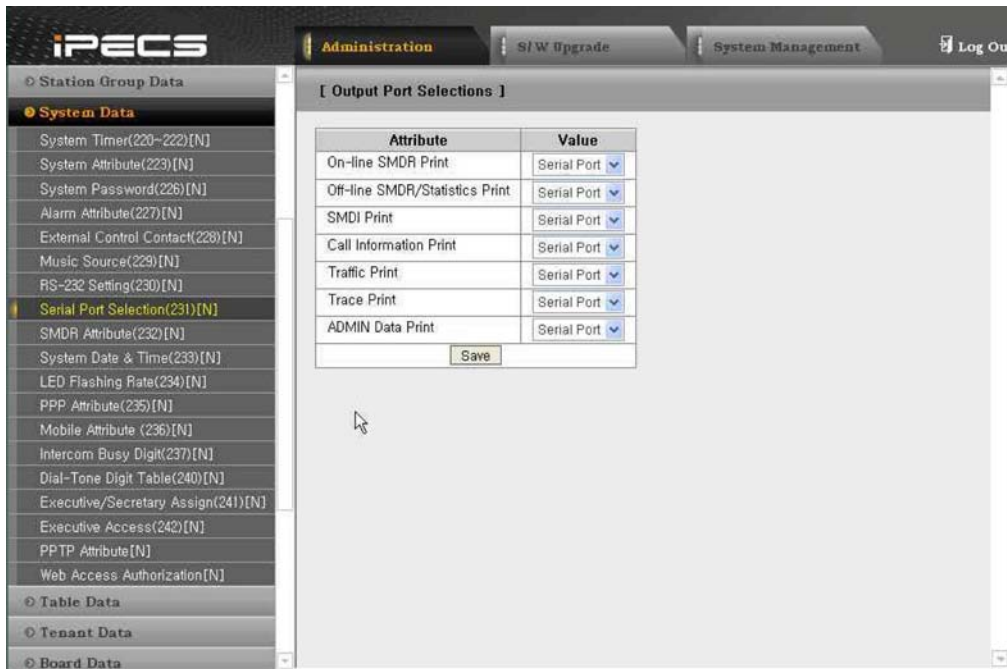 iPECS
Administration
S/W Upgrade
System Management
Log Ou
Station Group Data
System Data
System Timer(220~222)[N]
System Attribute(223)[N]
System Password(226)[N]
Alarm Attribute(227)[N]
External Control Contact(228)[N]
Music Source(229)[N]
RS-232 Setting(230)[N]
Serial Port Selection(231)[N]
SMDR Attribute(232)[N]
System Date & Time(233)[N]
LED Flashing Rate(234)[N]
PPP Attribute(235)[N]
Mobile Attribute (236)[N]
Intercom Busy Digit(237)[N]
Dial-Tone Digit Table(240)[N]
Executive/Secretary Assign(241)[N]
Executive Access(242)[N]
PPTP Attribute[N]
Web Access Authorization[N]
Table Data
Tenant Data
Board Data
[ Output Port Selections ]
Attribute Value
On-line SMDR Print Serial Port
Off-line SMDR/Statistics Print Serial Port
SMDI Print Serial Port
Call Information Print Serial Port
Traffic Print Serial Port
Trace Print Serial Port
ADMIN Data Print Serial Port
Save